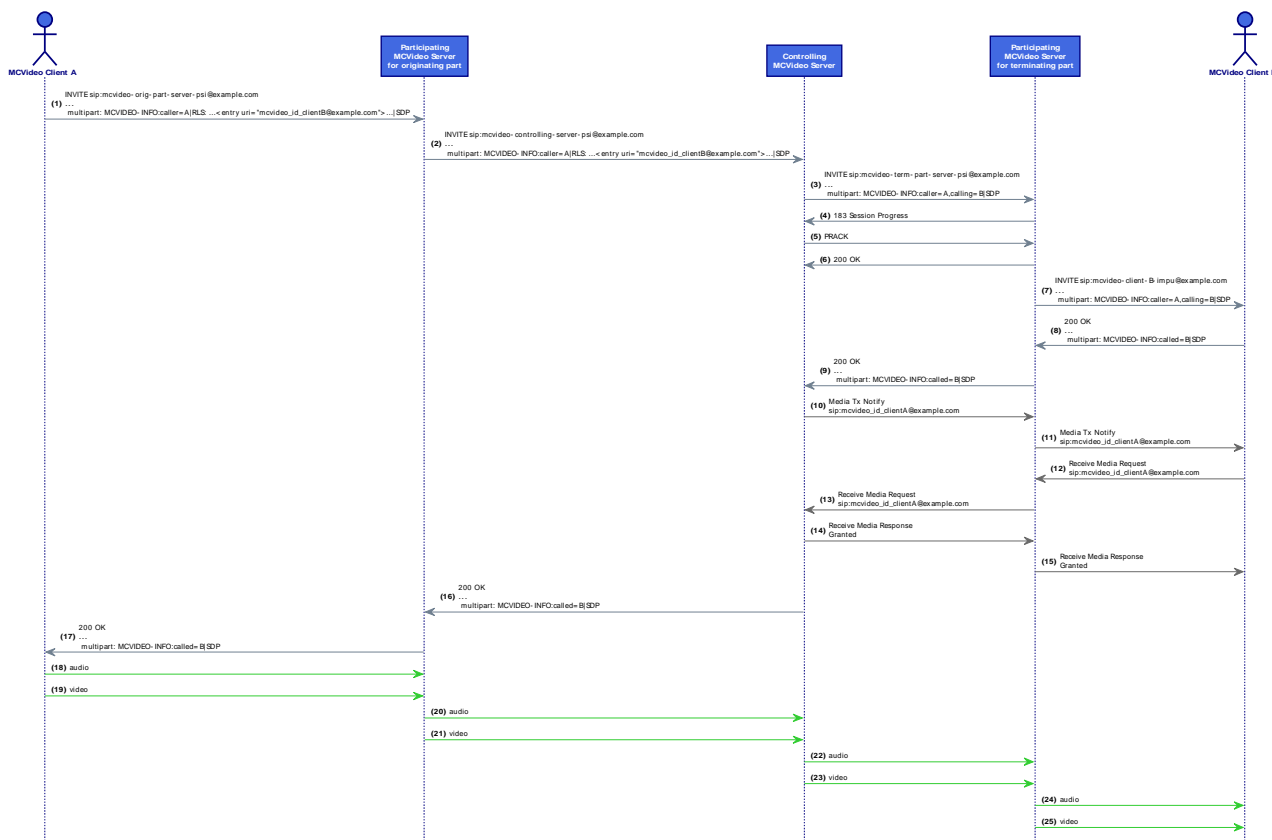 MCVideo Client A
Participating
MCVideo Server
for originating part
Controlling
MCVideo Server
Participating
MCVideo Server
for terminating part
MCVideo Client
INVITE sip:mcvideo-orig-part-server-psi@example.com
(1) ...
multipart: MCVIDEO-INFO:caller=A|RLS: ...<entry uri="mcvideo_id_clientB@example.com">...|SDP
INVITE sip:mcvideo-controlling-server-psi@example.com
(2) ...
multipart: MCVIDEO-INFO:caller=A|RLS: ...<entry uri="mcvideo_id_clientB@example.com">...|SDP
INVITE sip:mcvideo-term-part-server-psi@example.com
(3) ...
multipart: MCVIDEO-INFO:caller=A,calling=B|SDP
(4) 183 Session Progress
(5) PRACK
(6) 200 OK
INVITE sip:mcvideo-client-B-impu@example.com
(7) ...
multipart: MCVIDEO-INFO:caller=A,calling=B|SDP
200 OK
(8) ...
multipart: MCVIDEO-INFO:called=B|SDP
200 OK
(9) ...
multipart: MCVIDEO-INFO:called=B|SDP
(10) Media Tx Notify
sip:mcvideo_id_clientA@example.com
(11) Media Tx Notify
sip:mcvideo_id_clientA@example.com
(12) Receive Media Request
sip:mcvideo_id_clientA@example.com
(13) Receive Media Request
sip:mcvideo_id_clientA@example.com
(14) Receive Media Response
Granted
(15) Receive Media Response
Granted
200 OK
(16) ...
multipart: MCVIDEO-INFO:called=B|SDP
200 OK
(17) ...
multipart: MCVIDEO-INFO:called=B|SDP
(18) audio
(19) video
(20) audio
(21) video
(22) audio
(23) video
(24) audio
(25) video